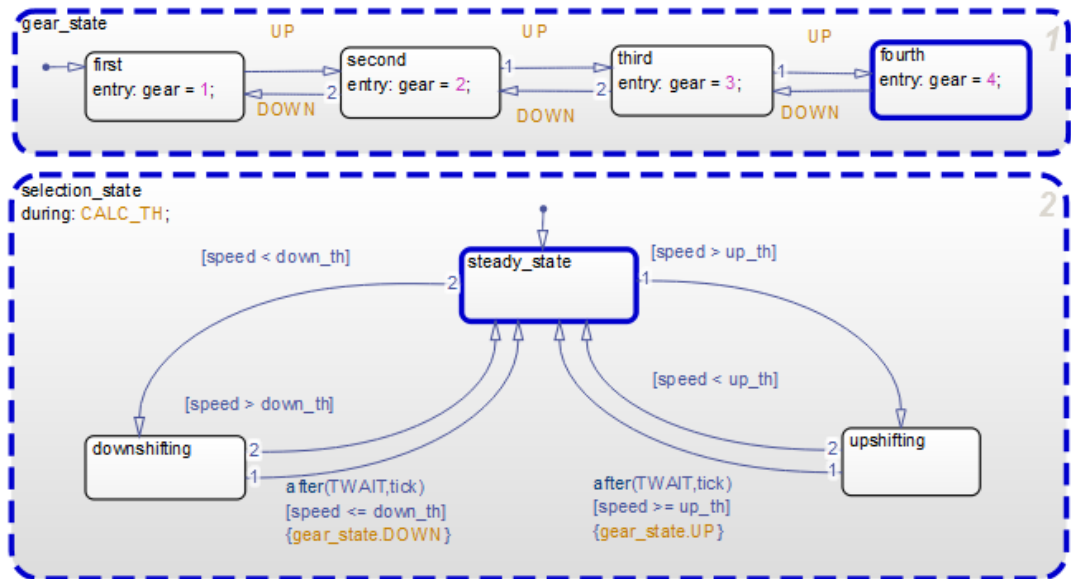 gear_state
UP
UP
UP
1
first
entry: gear = 1;
second
entry: gear = 2;
1
2
third
entry: gear = 3;
1
2
fourth
entry: gear = 4;
DOWN
DOWN
DOWN
selection_state
during: CALC_TH;
2
[speed < down_th]
steady_state
[speed > up_th]
2
1
[speed > down_th]
[speed < up_th]
downshifting
2
1
upshifting
2
1
after(TWAIT,tick)
[speed <= down_th]
{gear_state.DOWN}
after(TWAIT,tick)
[speed >= up_th]
{gear_state.UP}